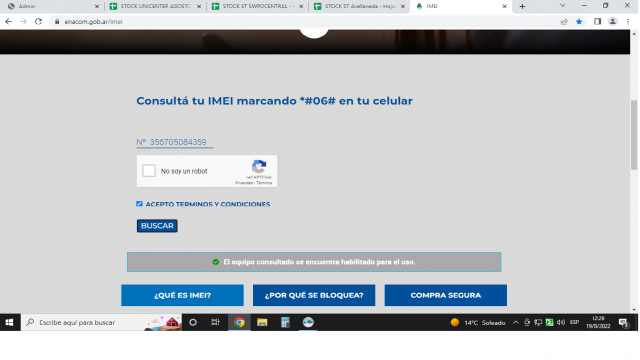 Admin
STOCK UNICENTER AGOSTO
STOCK ST SWPOCENTRAL -
STOCK ST Avellaneda - Hoja
IMEI
enacom.gob.ar/imei
Consultá tu IMEI marcando *#06# en tu celular
N° 356705084359
No soy un robot
reCAPTCHA
Privacidad - Términos
ACEPTO TERMINOS Y CONDICIONES
BUSCAR
El equipo consultado se encuentra habilitado para el uso.
¿QUÉ ES IMEI?
¿POR QUÉ SE BLOQUEA?
COMPRA SEGURA
Escribe aquí para buscar
14°C Soleado
ESP
12:26
19/8/2022